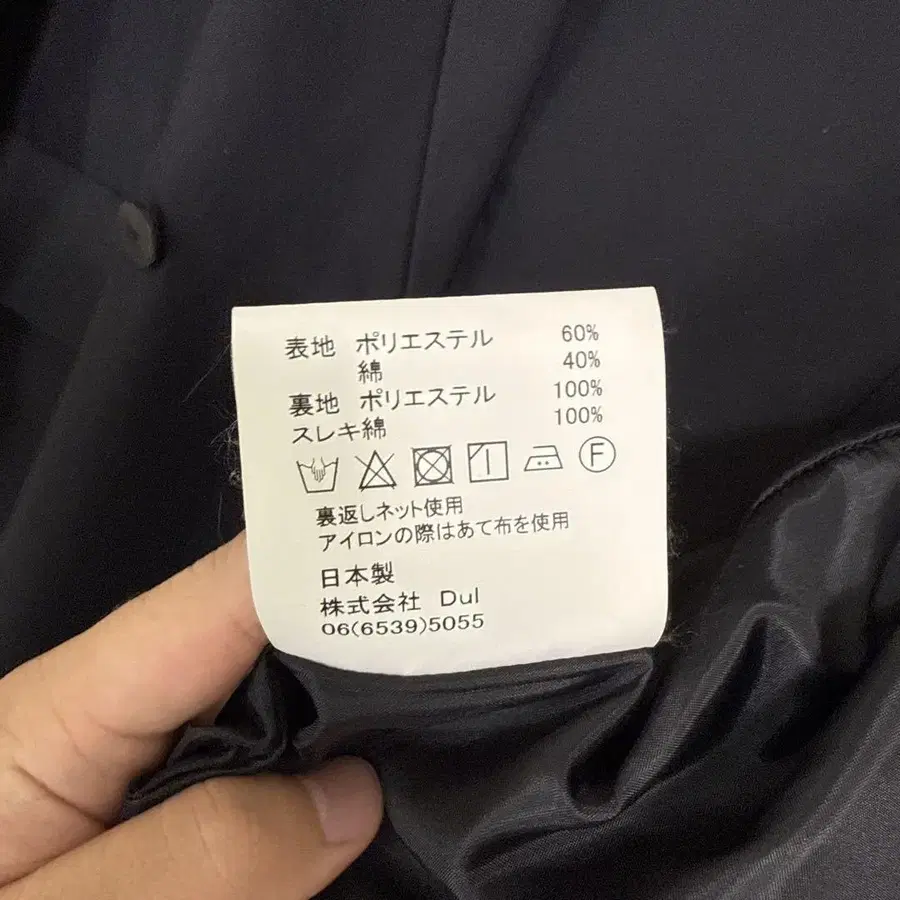 表地 ポリエステル 60%
綿 40%
裏地 ポリエステル 100%
スレキ綿 100%
F
裏返しネット使用
アイロンの際はあて布を使用
日本製
株式会社 Dul
06(6539)5055